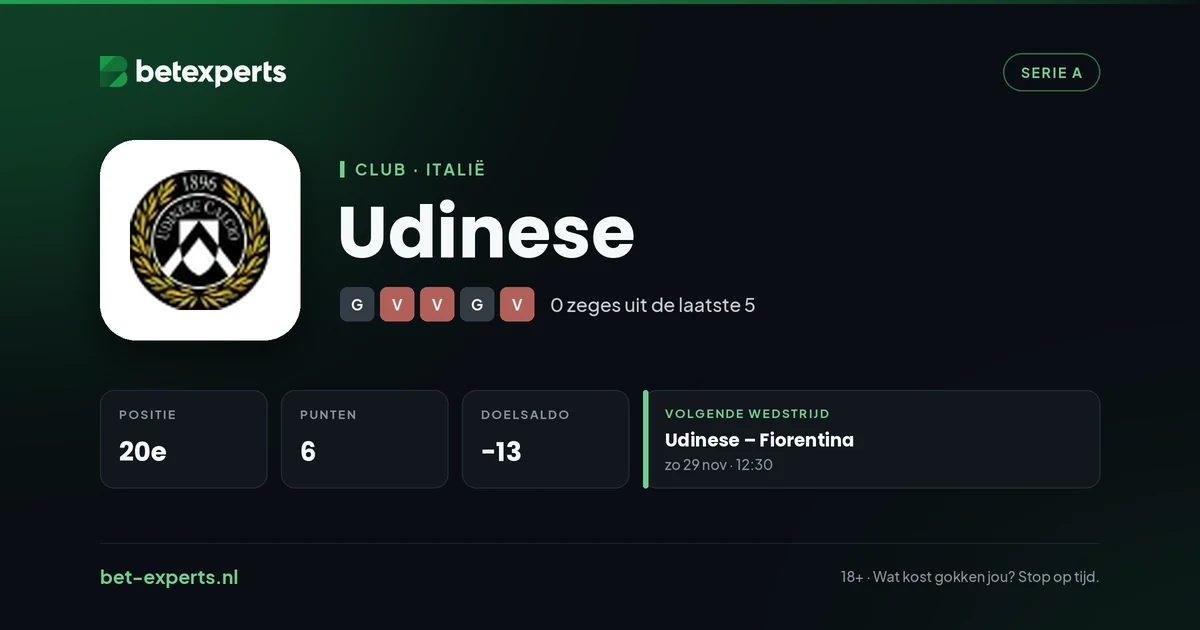 betexperts
SERIE A
1896
UDINESE CALCIO
CLUB · ITALIË
Udinese
G V V G V 0 zeges uit de laatste 5
POSITIE
20e
PUNTEN
6
DOELSALDO
-13
VOLGENDE WEDSTRIJD
Udinese – Fiorentina
zo 29 nov · 12:30
bet-experts.nl
18+ · Wat kost gokken jou? Stop op tijd.